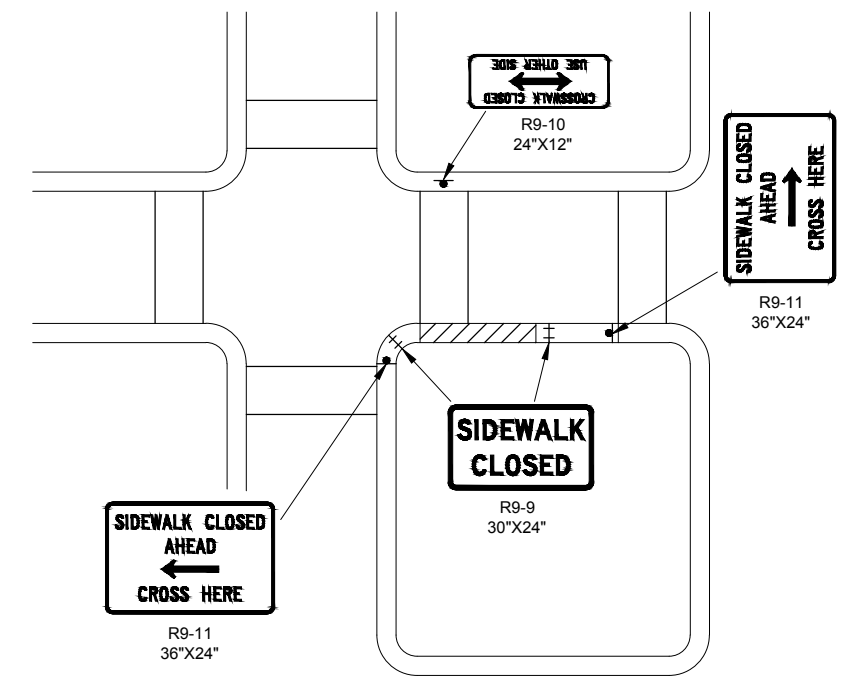 CROSSWALK CLOSED
USE OTHER SIDE
R9-10
24"X12"
SIDEWALK CLOSED
AHEAD
CROSS HERE
R9-11
36"X24"
SIDEWALK
CLOSED
R9-9
30"X24"
SIDEWALK CLOSED
AHEAD
CROSS HERE
R9-11
36"X24"